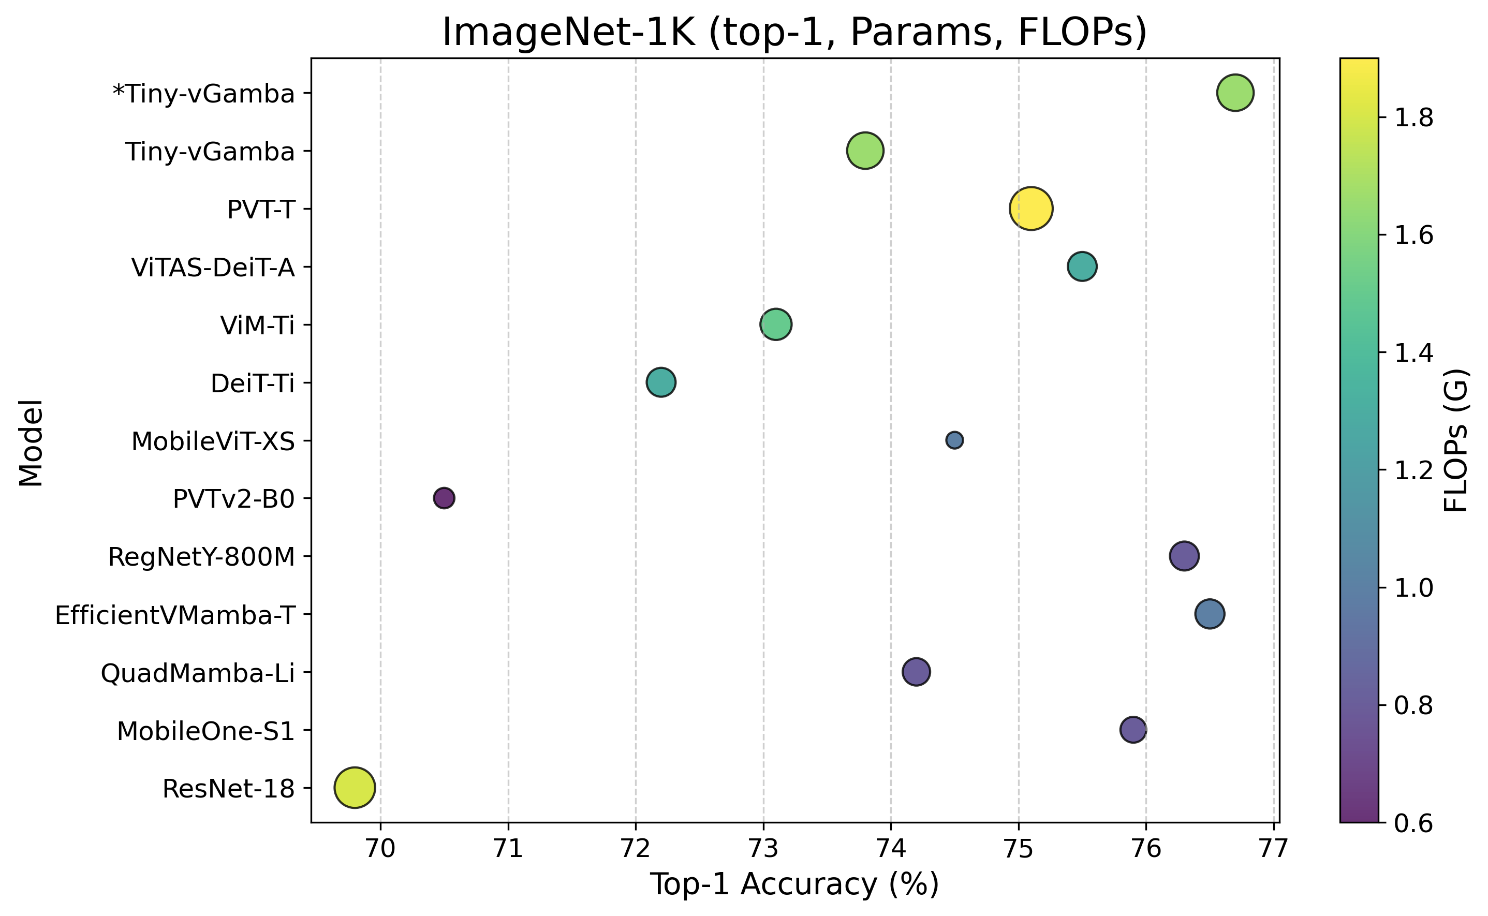 ImageNet-1K (top-1, Params, FLOPs)
Model
*Tiny-vGamba
Tiny-vGamba
PVT-T
ViTAS-DeiT-A
ViM-Ti
DeiT-Ti
MobileViT-XS
PVTv2-B0
RegNetY-800M
EfficientVMamba-T
QuadMamba-Li
MobileOne-S1
ResNet-18
70 71 72 73 74 75 76 77
Top-1 Accuracy (%)
1.8
1.6
1.4
1.2
1.0
0.8
0.6
FLOPs (G)